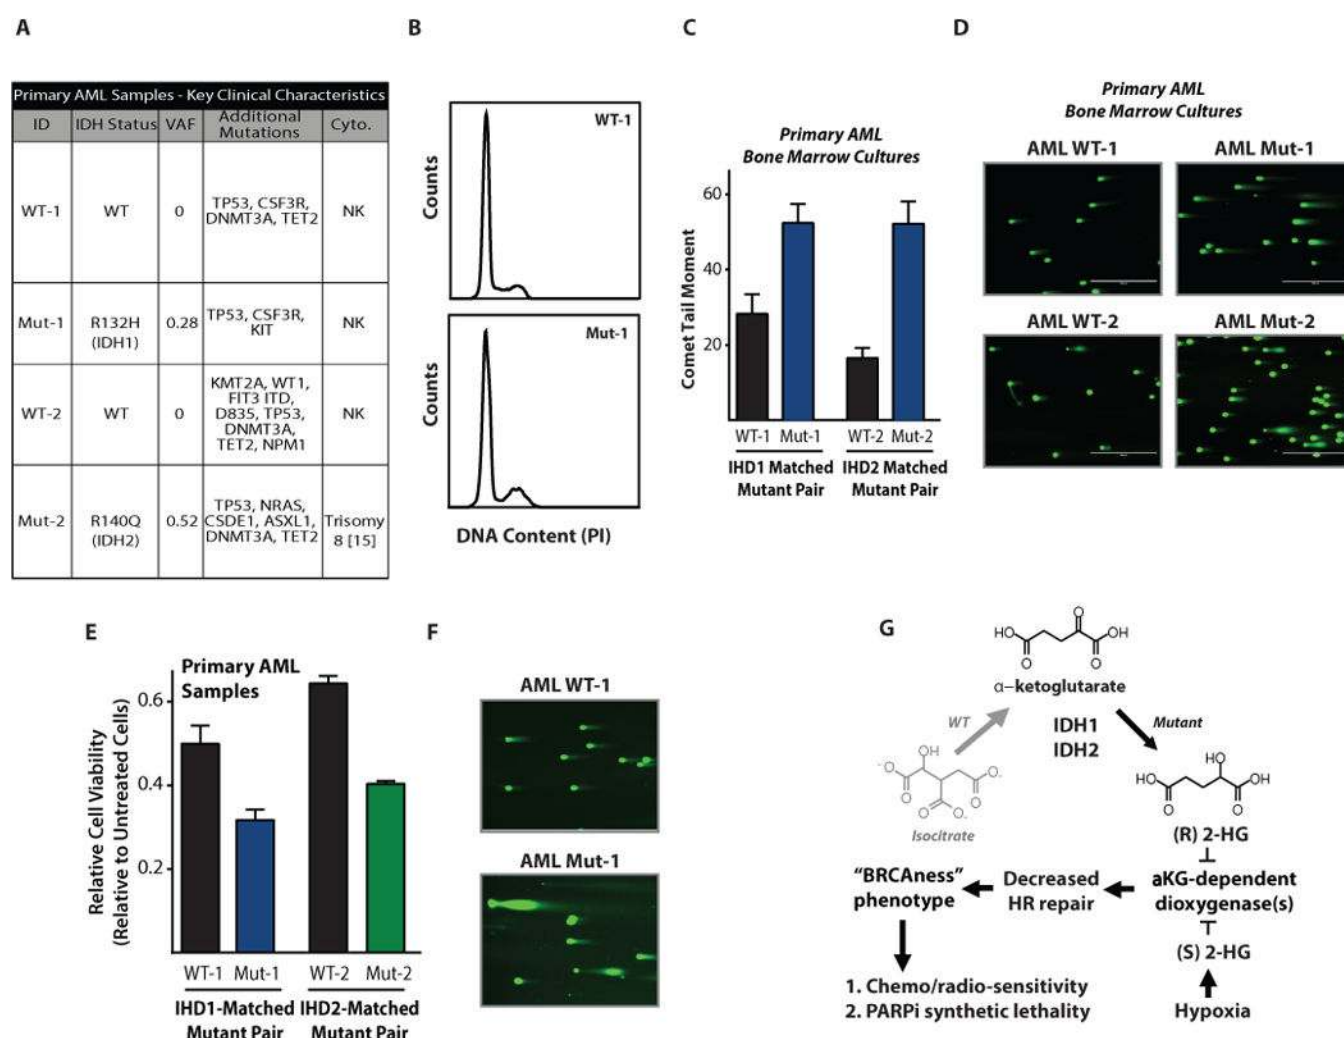 A
Primary AML Samples - Key Clinical Characteristics
ID IDH Status VAF Additional Mutations Cyto.
WT-1 WT 0 TP53, CSF3R, DNMT3A, TET2 NK
Mut-1 R132H (IDH1) 0.28 TP53, CSF3R, KIT NK
WT-2 WT 0 KMT2A, WT1, FIT3 ITD, D835, TP53, DNMT3A, TET2, NPM1 NK
Mut-2 R140Q (IDH2) 0.52 TP53, NRAS, CSDE1, ASXL1, DNMT3A, TET2 Trisomy 8 [15]
B
WT-1
Counts
Mut-1
Counts
DNA Content (PI)
C
Primary AML
Bone Marrow Cultures
Comet Tail Moment
60
40
20
WT-1 Mut-1 WT-2 Mut-2
IHD1 Matched Mutant Pair
IHD2 Matched Mutant Pair
D
Primary AML
Bone Marrow Cultures
AML WT-1 AML Mut-1
AML WT-2 AML Mut-2
E
Primary AML
Samples
Relative Cell Viability
(Relative to Untreated Cells)
0.6
0.4
0.2
WT-1 Mut-1 WT-2 Mut-2
IHD1-Matched Mutant Pair
IHD2-Matched Mutant Pair
F
AML WT-1
AML Mut-1
G
HO O OH O O
α-ketoglutarate
WT
IDH1
IDH2
Mutant
OH -O O O- O O O-
Isocitrate
HO HO OH O O
(R) 2-HG
"BRCAness"
phenotype
Decreased
HR repair
aKG-dependent
dioxygenase(s)
(S) 2-HG
1. Chemo/radio-sensitivity
2. PARPi synthetic lethality
Hypoxia